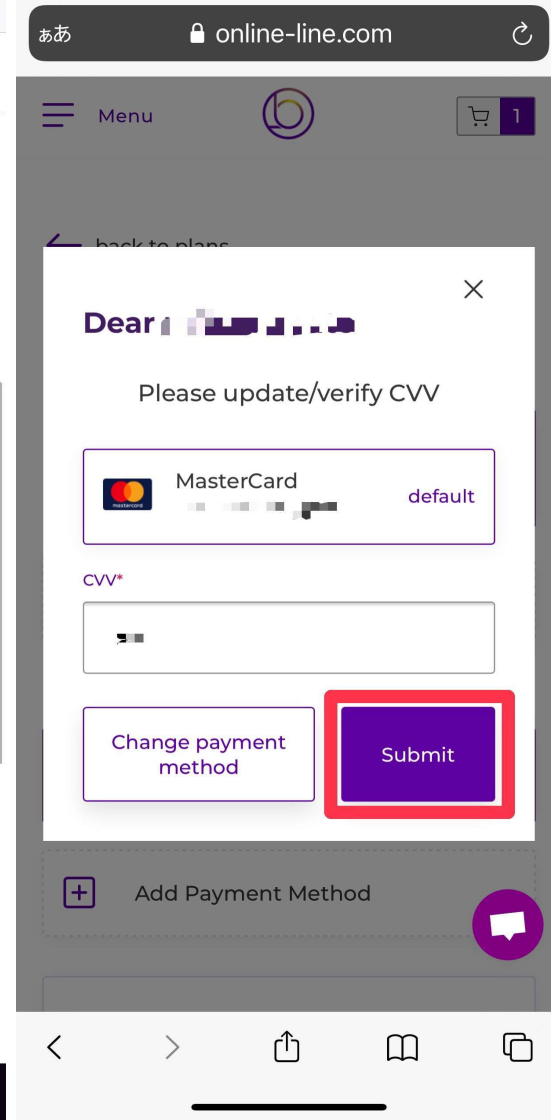 ぁあ
online-line.com
Menu
1
back to plans
Dear
Please update/verify CVV
mastercard
MasterCard
default
CVV*
Change payment
method
Submit
Add Payment Method